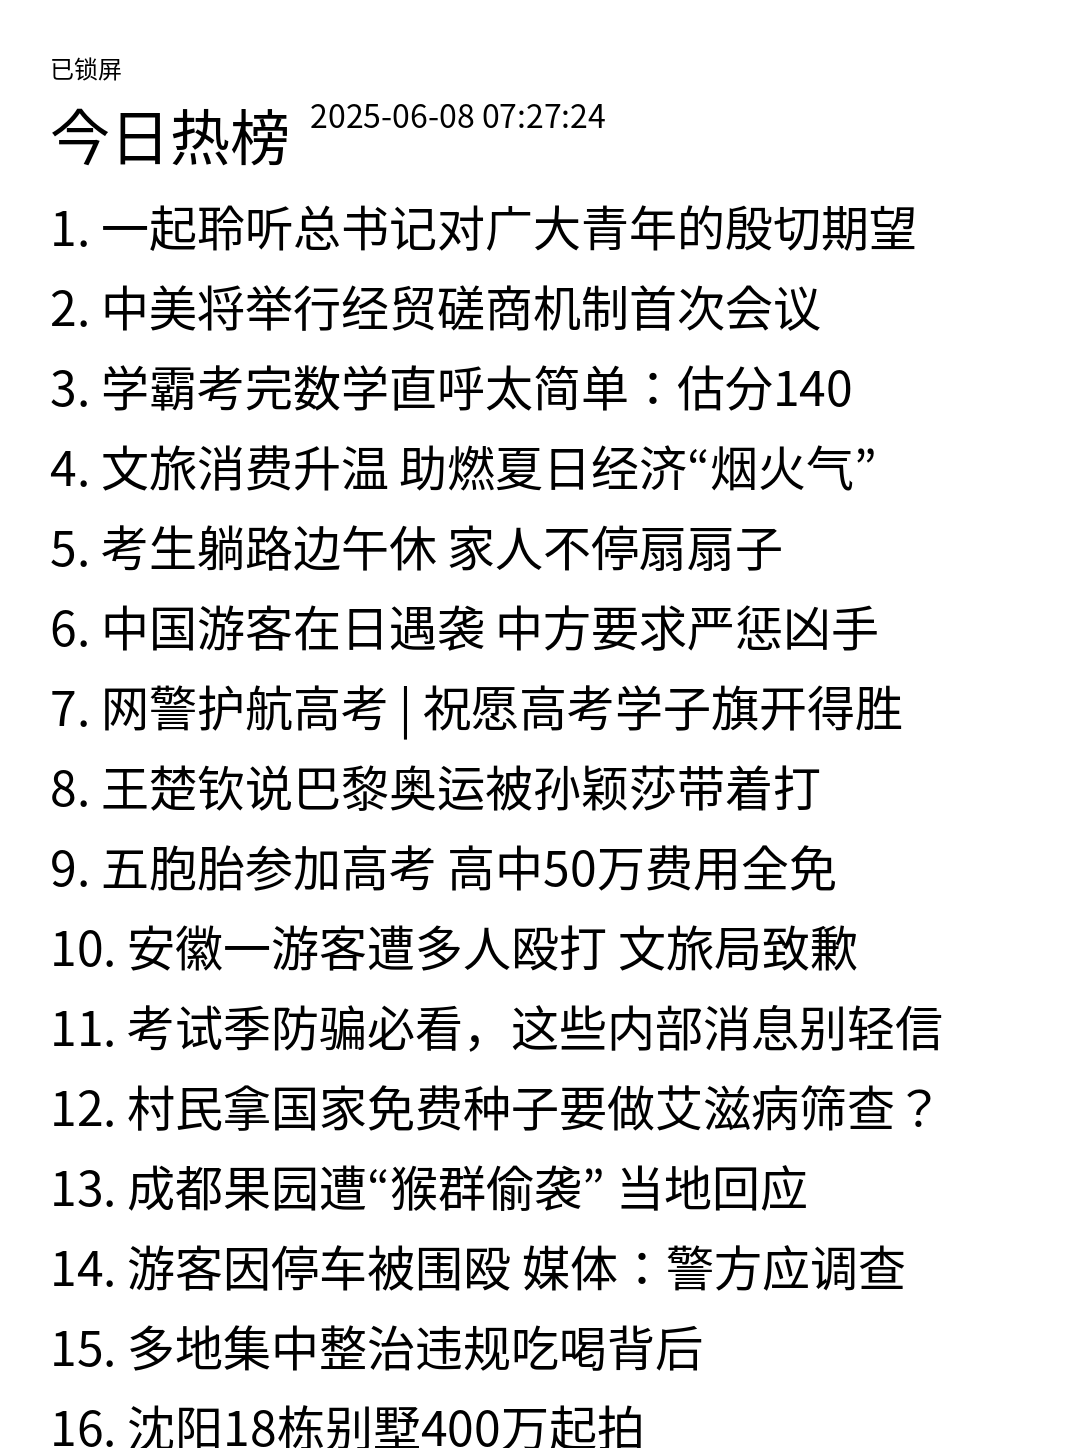 已锁屏
今日热榜 2025-06-08 07:27:24
1. 一起聆听总书记对广大青年的殷切期望
2. 中美将举行经贸磋商机制首次会议
3. 学霸考完数学直呼太简单：估分140
4. 文旅消费升温 助燃夏日经济“烟火气”
5. 考生躺路边午休 家人不停扇扇子
6. 中国游客在日遇袭 中方要求严惩凶手
7. 网警护航高考 | 祝愿高考学子旗开得胜
8. 王楚钦说巴黎奥运被孙颖莎带着打
9. 五胞胎参加高考 高中50万费用全免
10. 安徽一游客遭多人殴打 文旅局致歉
11. 考试季防骗必看，这些内部消息别轻信
12. 村民拿国家免费种子要做艾滋病筛查？
13. 成都果园遭“猴群偷袭” 当地回应
14. 游客因停车被围殴 媒体：警方应调查
15. 多地集中整治违规吃喝背后
16. 沈阳18栋别墅400万起拍